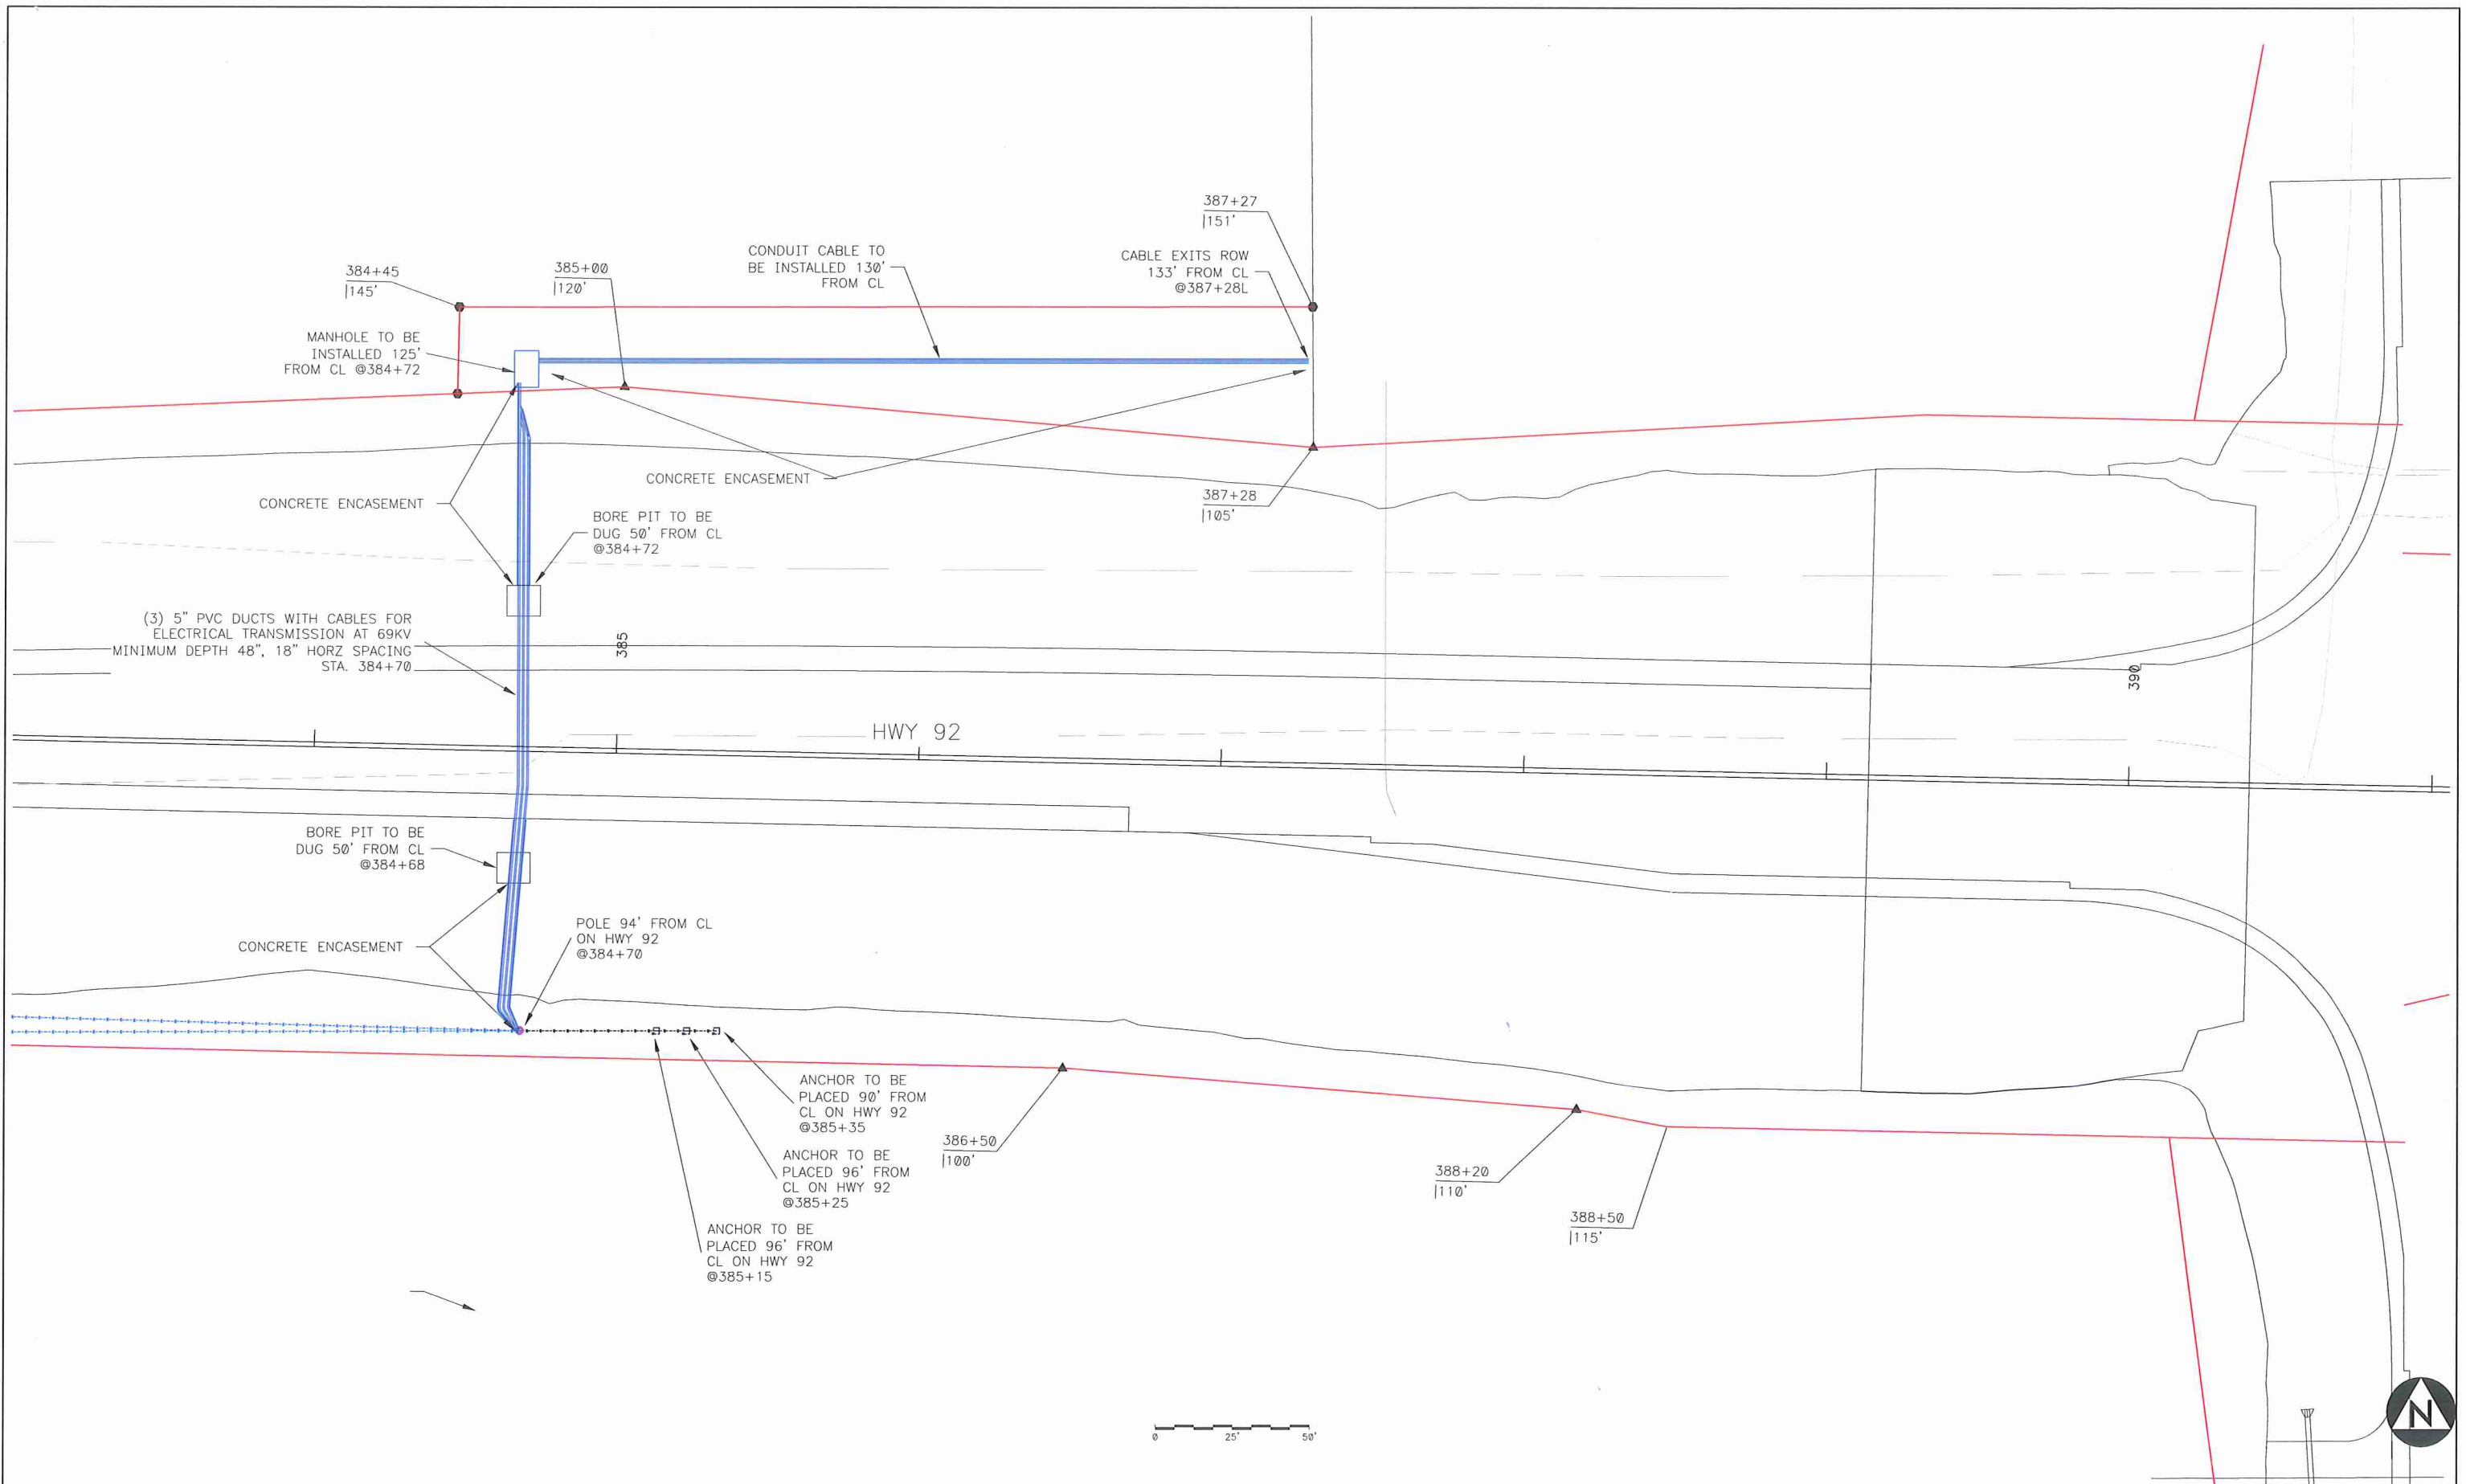 387+27
|151'
CONDUIT CABLE TO
BE INSTALLED 130'
FROM CL
CABLE EXITS ROW
133' FROM CL
@387+28L
384+45
|145'
385+00
|120'
MANHOLE TO BE
INSTALLED 125'
FROM CL @384+72
CONCRETE ENCASEMENT
CONCRETE ENCASEMENT
387+28
|105'
BORE PIT TO BE
DUG 50' FROM CL
@384+72
(3) 5" PVC DUCTS WITH CABLES FOR
ELECTRICAL TRANSMISSION AT 69KV
MINIMUM DEPTH 48", 18" HORZ SPACING
STA. 384+70
385
390
HWY 92
BORE PIT TO BE
DUG 50' FROM CL
@384+68
CONCRETE ENCASEMENT
POLE 94' FROM CL
ON HWY 92
@384+70
ANCHOR TO BE
PLACED 90' FROM
CL ON HWY 92
@385+35
386+50
|100'
ANCHOR TO BE
PLACED 96' FROM
CL ON HWY 92
@385+25
388+20
|110'
388+50
|115'
ANCHOR TO BE
PLACED 96' FROM
CL ON HWY 92
@385+15
0 25' 50'
N